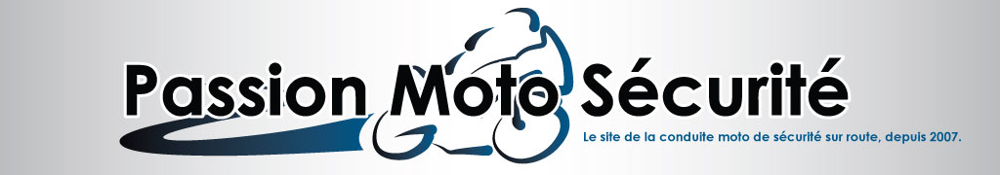 Passion Moto Sécurité
Le site de la conduite moto de sécurité sur route, depuis 2007.